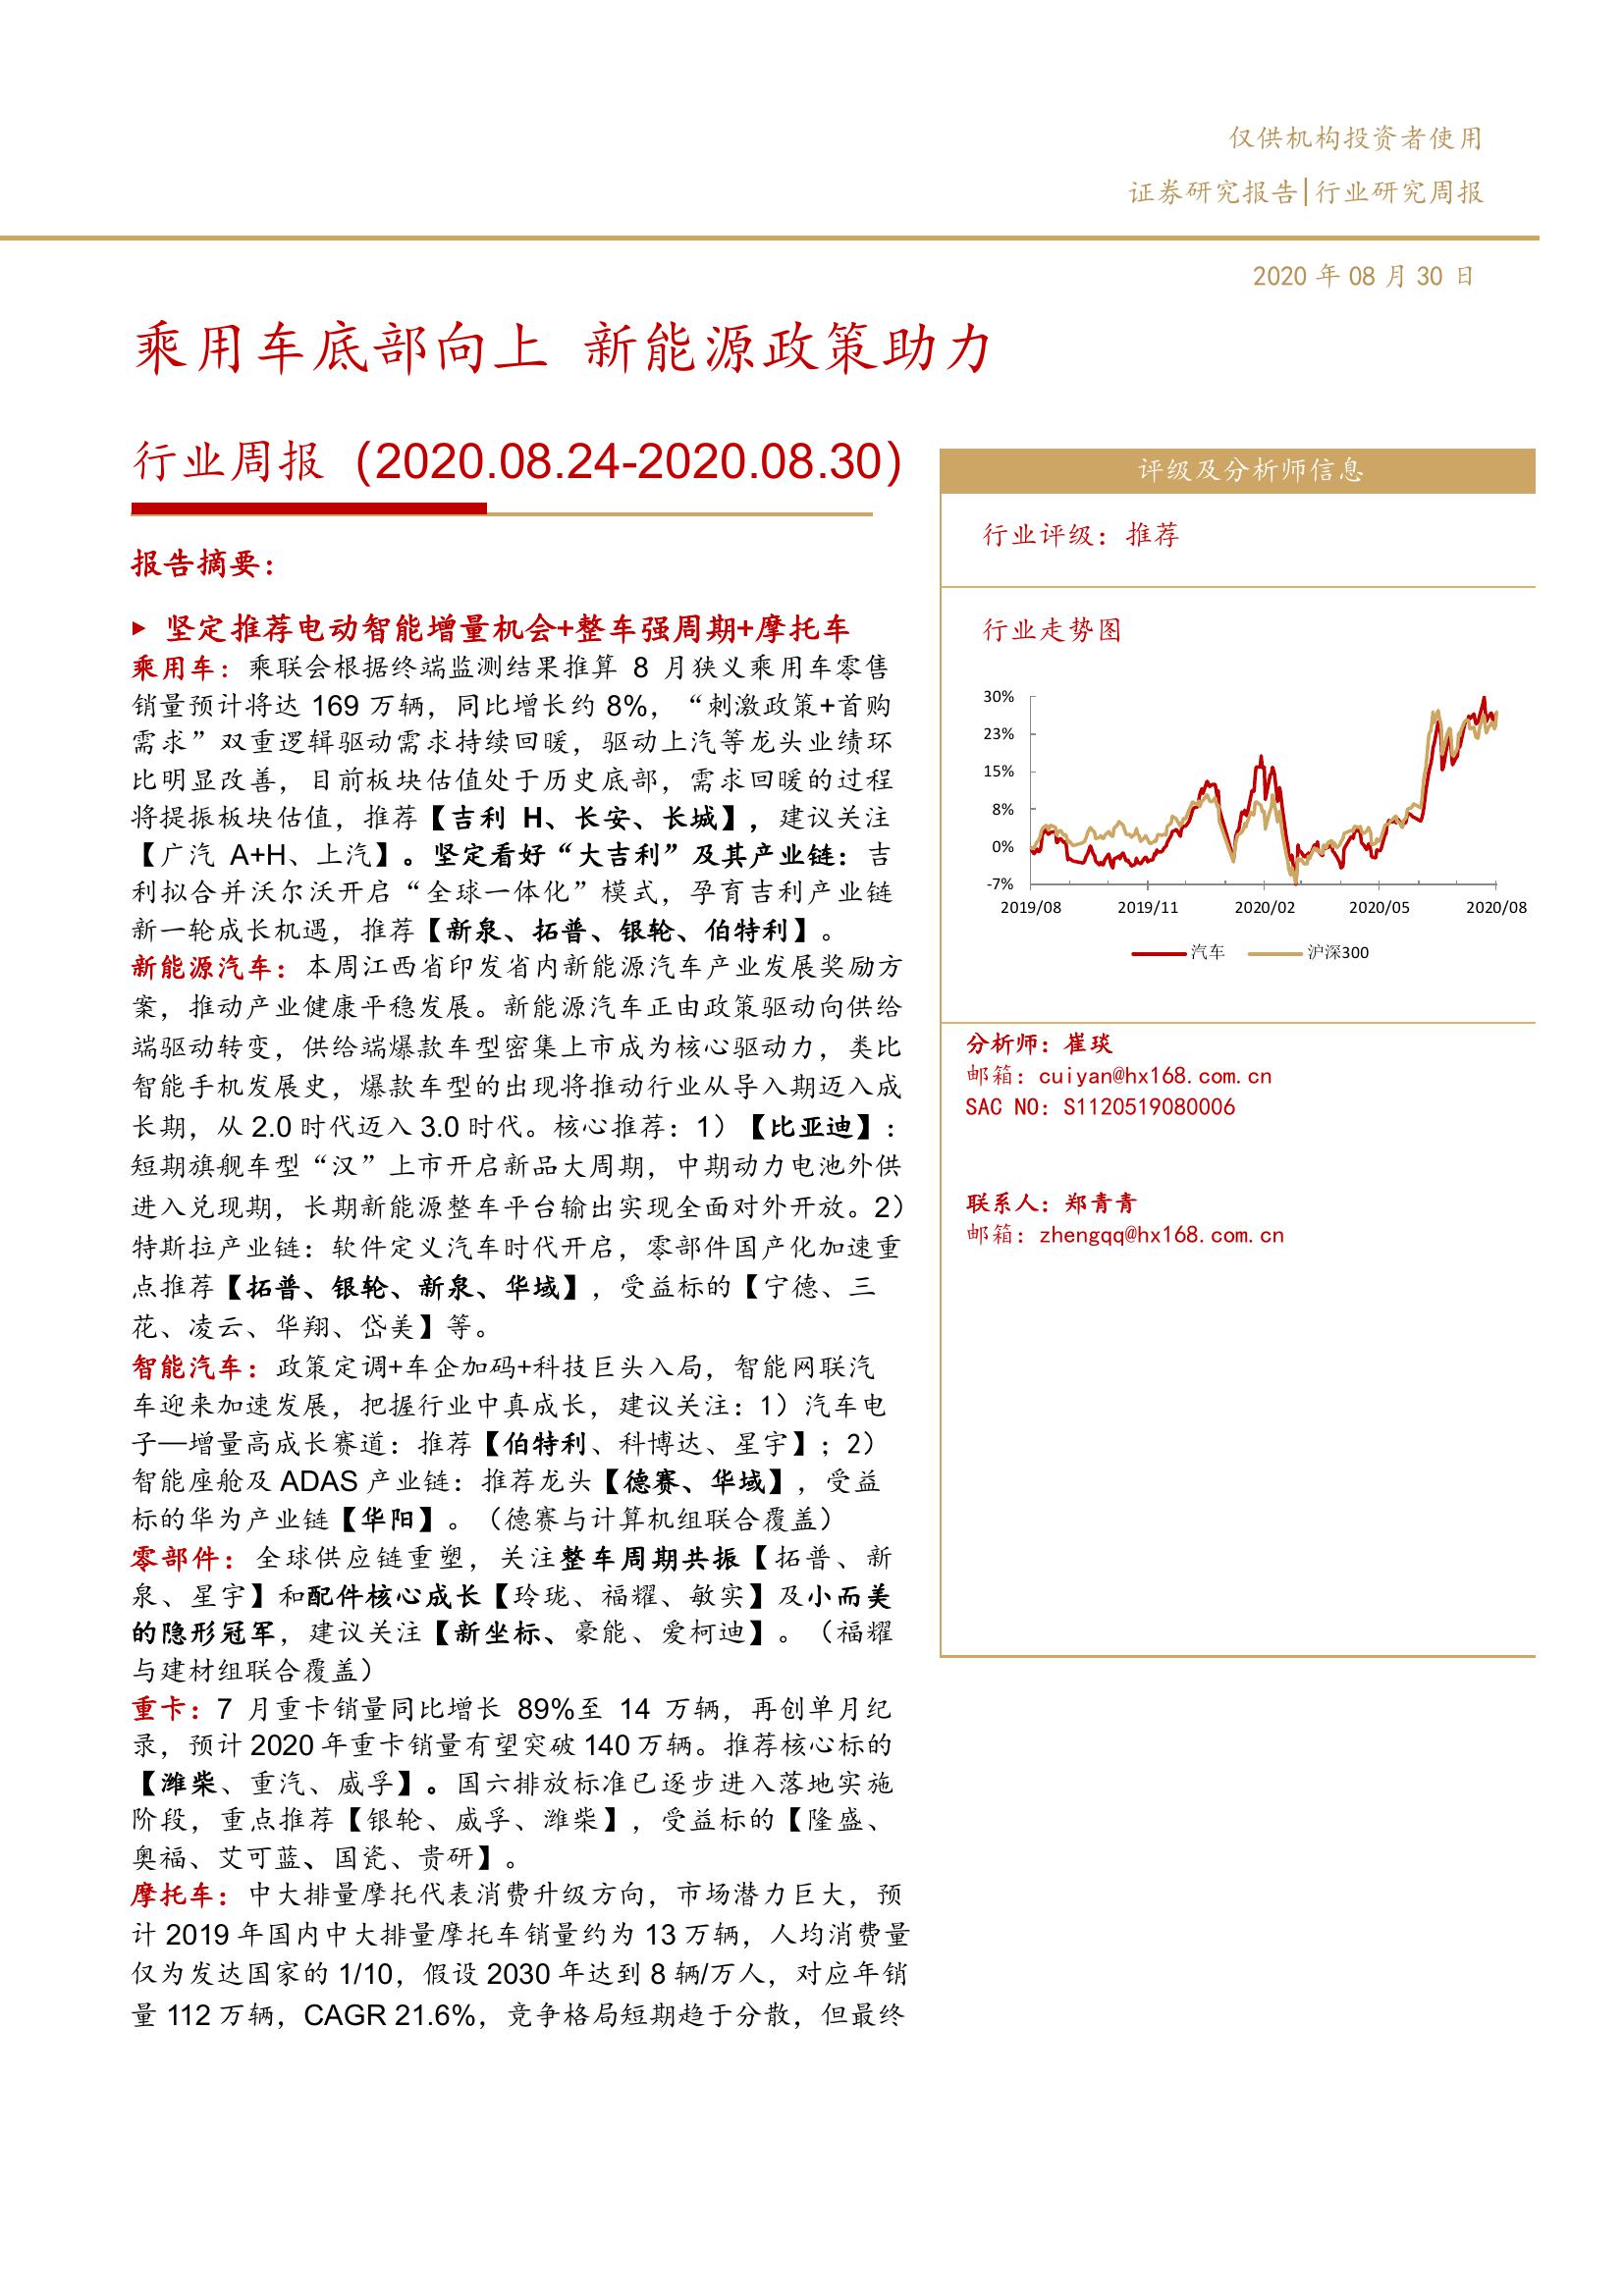 仅供机构投资者使用
证券研究报告|行业研究周报
2020 年 08 月 30 日
乘用车底部向上 新能源政策助力
行业周报（2020.08.24-2020.08.30）
报告摘要：
► 坚定推荐电动智能增量机会+整车强周期+摩托车
乘用车：乘联会根据终端监测结果推算 8 月狭义乘用车零售
销量预计将达 169 万辆，同比增长约 8%，“刺激政策+首购
需求”双重逻辑驱动需求持续回暖，驱动上汽等龙头业绩环
比明显改善，目前板块估值处于历史底部，需求回暖的过程
将提振板块估值，推荐【吉利 H、长安、长城】，建议关注
【广汽 A+H、上汽】。坚定看好“大吉利”及其产业链：吉
利拟合并沃尔沃开启“全球一体化”模式，孕育吉利产业链
新一轮成长机遇，推荐【新泉、拓普、银轮、伯特利】。
新能源汽车：本周江西省印发省内新能源汽车产业发展奖励方
案，推动产业健康平稳发展。新能源汽车正由政策驱动向供给
端驱动转变，供给端爆款车型密集上市成为核心驱动力，类比
智能手机发展史，爆款车型的出现将推动行业从导入期迈入成
长期，从 2.0 时代迈入 3.0 时代。核心推荐：1）【比亚迪】：
短期旗舰车型“汉”上市开启新品大周期，中期动力电池外供
进入兑现期，长期新能源整车平台输出实现全面对外开放。2）
特斯拉产业链：软件定义汽车时代开启，零部件国产化加速重
点推荐【拓普、银轮、新泉、华域】，受益标的【宁德、三
花、凌云、华翔、岱美】等。
智能汽车：政策定调+车企加码+科技巨头入局，智能网联汽
车迎来加速发展，把握行业中真成长，建议关注：1）汽车电
子—增量高成长赛道：推荐【伯特利、科博达、星宇】；2）
智能座舱及 ADAS 产业链：推荐龙头【德赛、华域】，受益
标的华为产业链【华阳】。（德赛与计算机组联合覆盖）
零部件：全球供应链重塑，关注整车周期共振【拓普、新
泉、星宇】和配件核心成长【玲珑、福耀、敏实】及小而美
的隐形冠军，建议关注【新坐标、豪能、爱柯迪】。（福耀
与建材组联合覆盖）
重卡：7 月重卡销量同比增长 89%至 14 万辆，再创单月纪
录，预计 2020 年重卡销量有望突破 140 万辆。推荐核心标的
【潍柴、重汽、威孚】。国六排放标准已逐步进入落地实施
阶段，重点推荐【银轮、威孚、潍柴】，受益标的【隆盛、
奥福、艾可蓝、国瓷、贵研】。
摩托车：中大排量摩托代表消费升级方向，市场潜力巨大，预
计 2019 年国内中大排量摩托车销量约为 13 万辆，人均消费量
仅为发达国家的 1/10，假设 2030 年达到 8 辆/万人，对应年销
量 112 万辆，CAGR 21.6%，竞争格局短期趋于分散，但最终
评级及分析师信息
行业评级：推荐
行业走势图
30%
23%
15%
8%
0%
-7%
2019/08 2019/11 2020/02 2020/05 2020/08
汽车 沪深300
分析师：崔琰
邮箱：cuiyan@hx168.com.cn
SAC NO：S1120519080006
联系人：郑青青
邮箱：zhengqq@hx168.com.cn